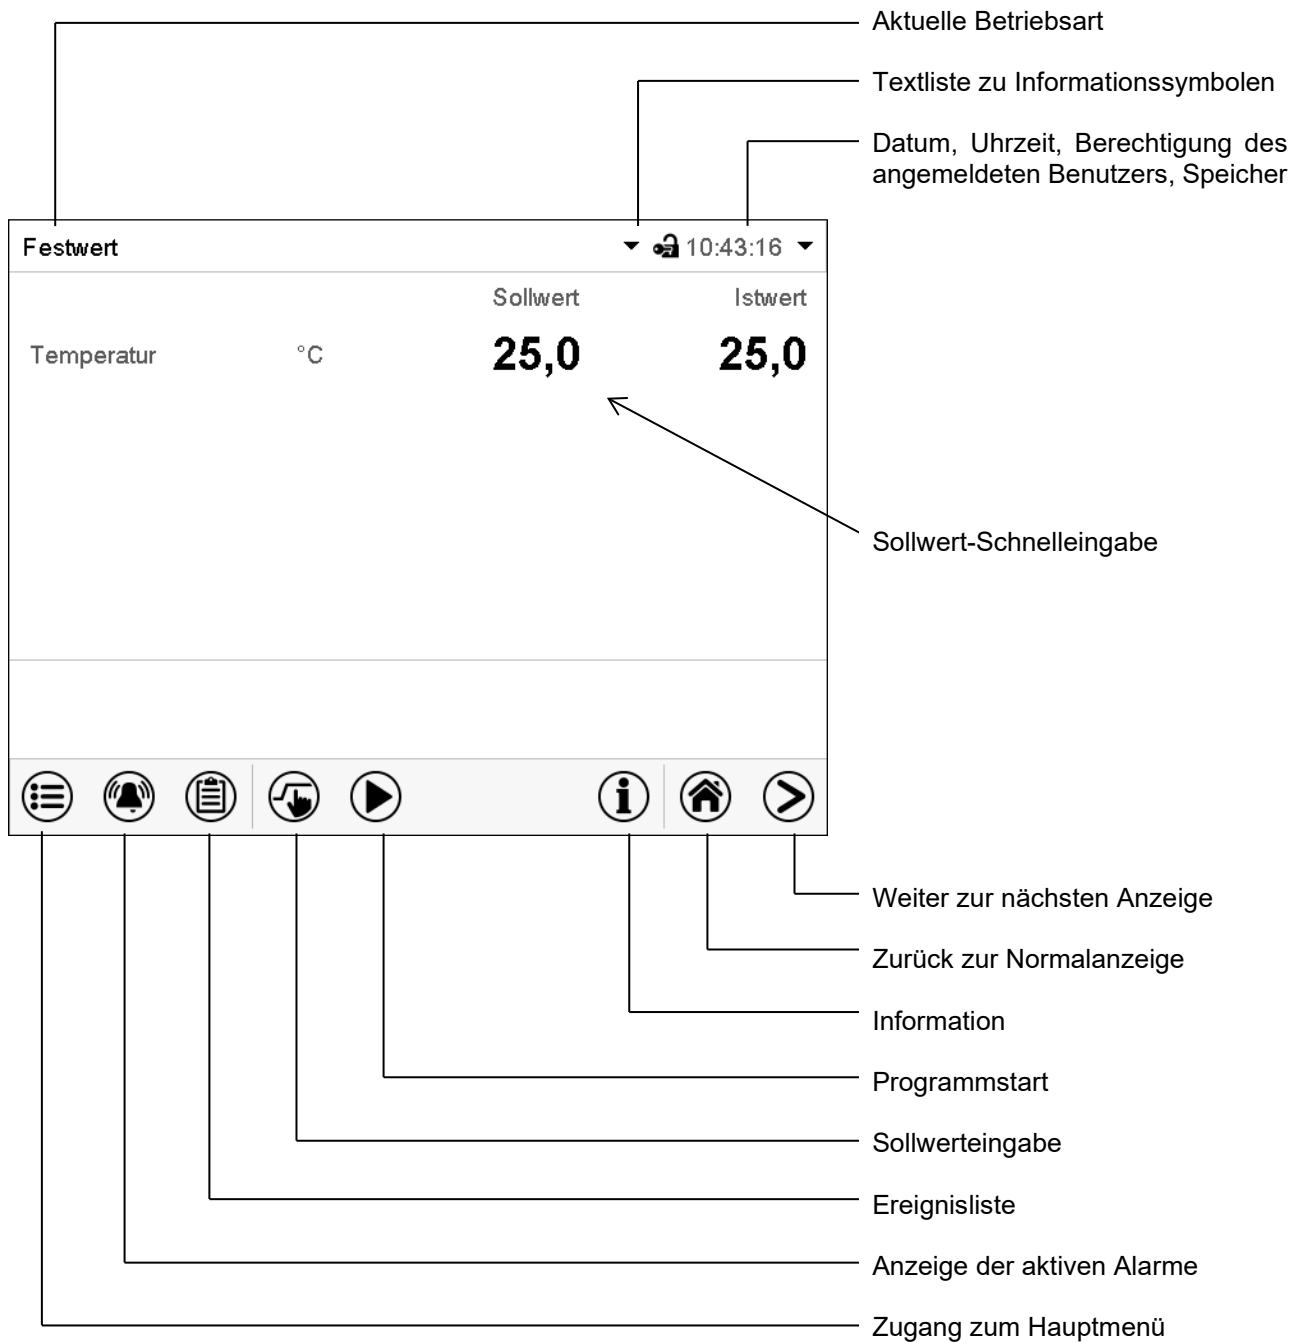 Aktuelle Betriebsart
Textliste zu Informationssymbolen
Datum, Uhrzeit, Berechtigung des
angemeldeten Benutzers, Speicher
Festwert
10:43:16
Sollwert Istwert
Temperatur °C 25,0 25,0
Sollwert-Schnelleingabe
Weiter zur nächsten Anzeige
Zurück zur Normalanzeige
Information
Programmstart
Sollwerteingabe
Ereignisliste
Anzeige der aktiven Alarme
Zugang zum Hauptmenü